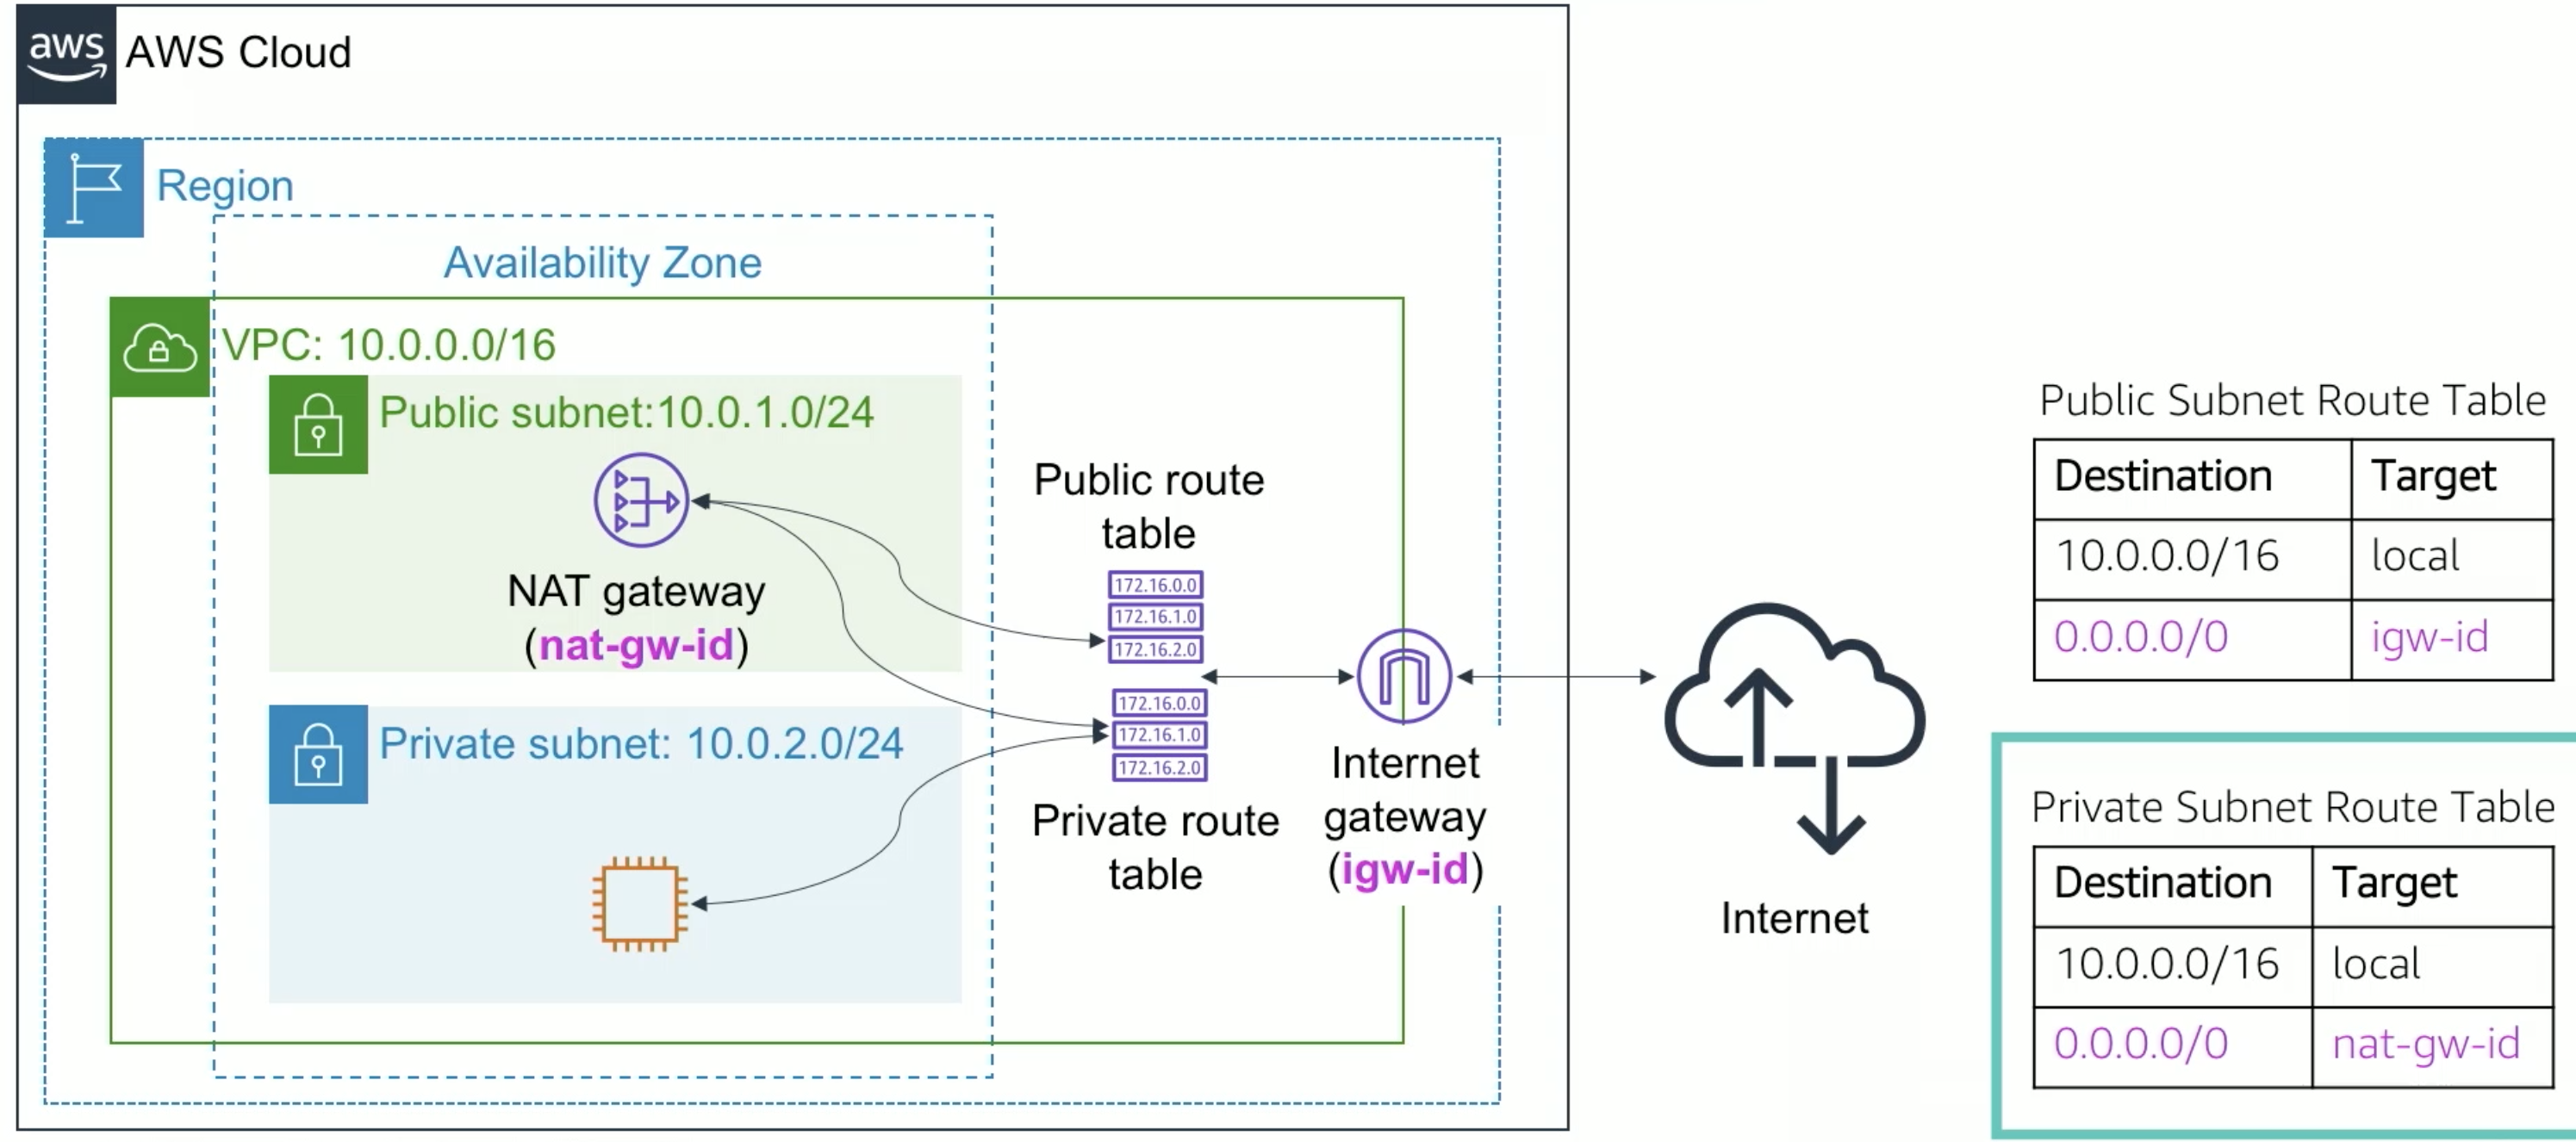 aws
AWS Cloud
Region
Availability Zone
VPC: 10.0.0.0/16
Public subnet:10.0.1.0/24
NAT gateway
(nat-gw-id)
Private subnet: 10.0.2.0/24
Public route
table
172.16.0.0
172.16.1.0
172.16.2.0
172.16.0.0
172.16.1.0
172.16.2.0
Private route
table
Internet
gateway
(igw-id)
Internet
Public Subnet Route Table
Destination Target
10.0.0.0/16 local
0.0.0.0/0 igw-id
Private Subnet Route Table
Destination Target
10.0.0.0/16 local
0.0.0.0/0 nat-gw-id